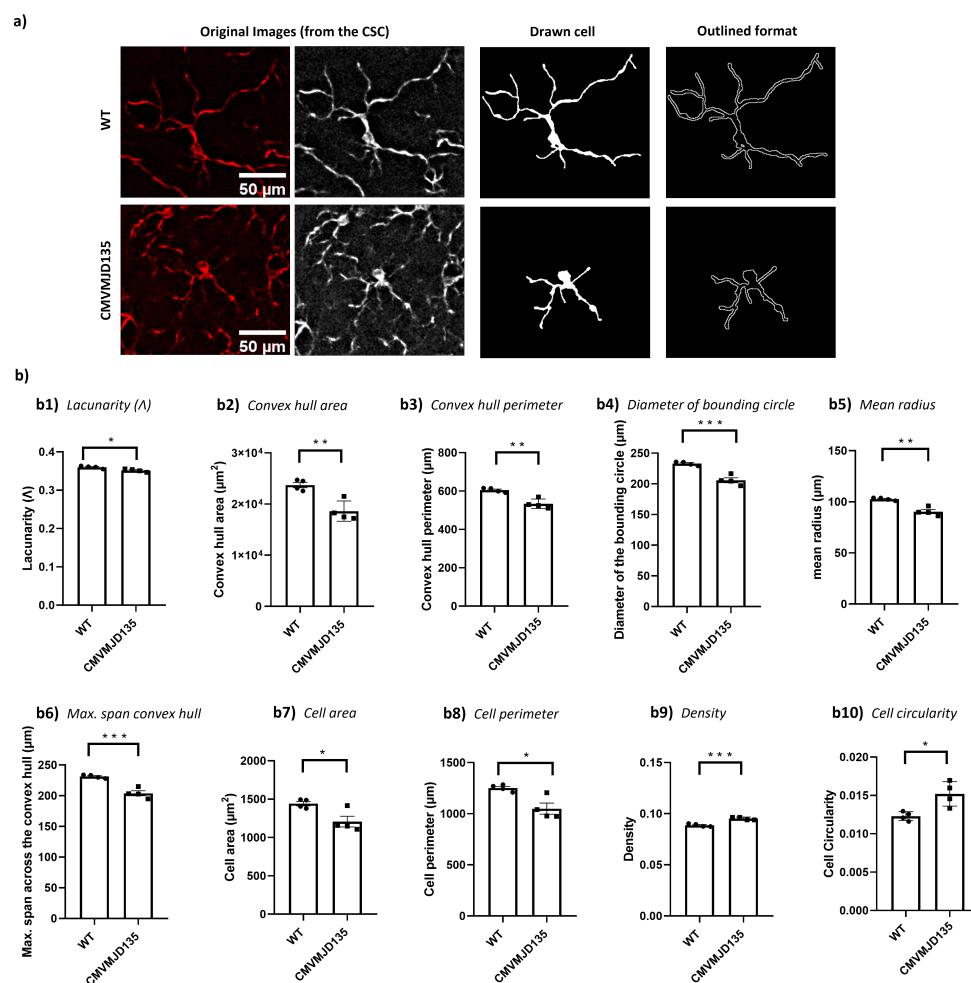 a)
Original Images (from the CSC)
Drawn cell
Outlined format
WT
50 µm
CMVMJD135
50 µm
b)
b1) Lacunarity (Λ)
Lacunarity (Λ)
0.4
0.3
0.2
0.1
0.0
*
WT
CMVMJD135
b2) Convex hull area
Convex hull area (µm²)
3×10⁴
2×10⁴
1×10⁴
0
**
WT
CMVMJD135
b3) Convex hull perimeter
Convex hull perimeter (µm)
800
600
400
200
0
**
WT
CMVMJD135
b4) Diameter of bounding circle
Diameter of the bounding circle (µm)
250
200
150
100
50
0
***
WT
CMVMJD135
b5) Mean radius
mean radius (µm)
150
100
50
0
**
WT
CMVMJD135
b6) Max. span convex hull
Max. span across the convex hull (µm)
250
200
150
100
50
0
***
WT
CMVMJD135
b7) Cell area
Cell area (µm²)
2000
1500
1000
500
0
*
WT
CMVMJD135
b8) Cell perimeter
Cell perimeter (µm)
1500
1000
500
0
*
WT
CMVMJD135
b9) Density
Density
0.15
0.10
0.05
0.00
***
WT
CMVMJD135
b10) Cell circularity
Cell Circularity
0.020
0.015
0.010
0.005
0.000
*
WT
CMVMJD135